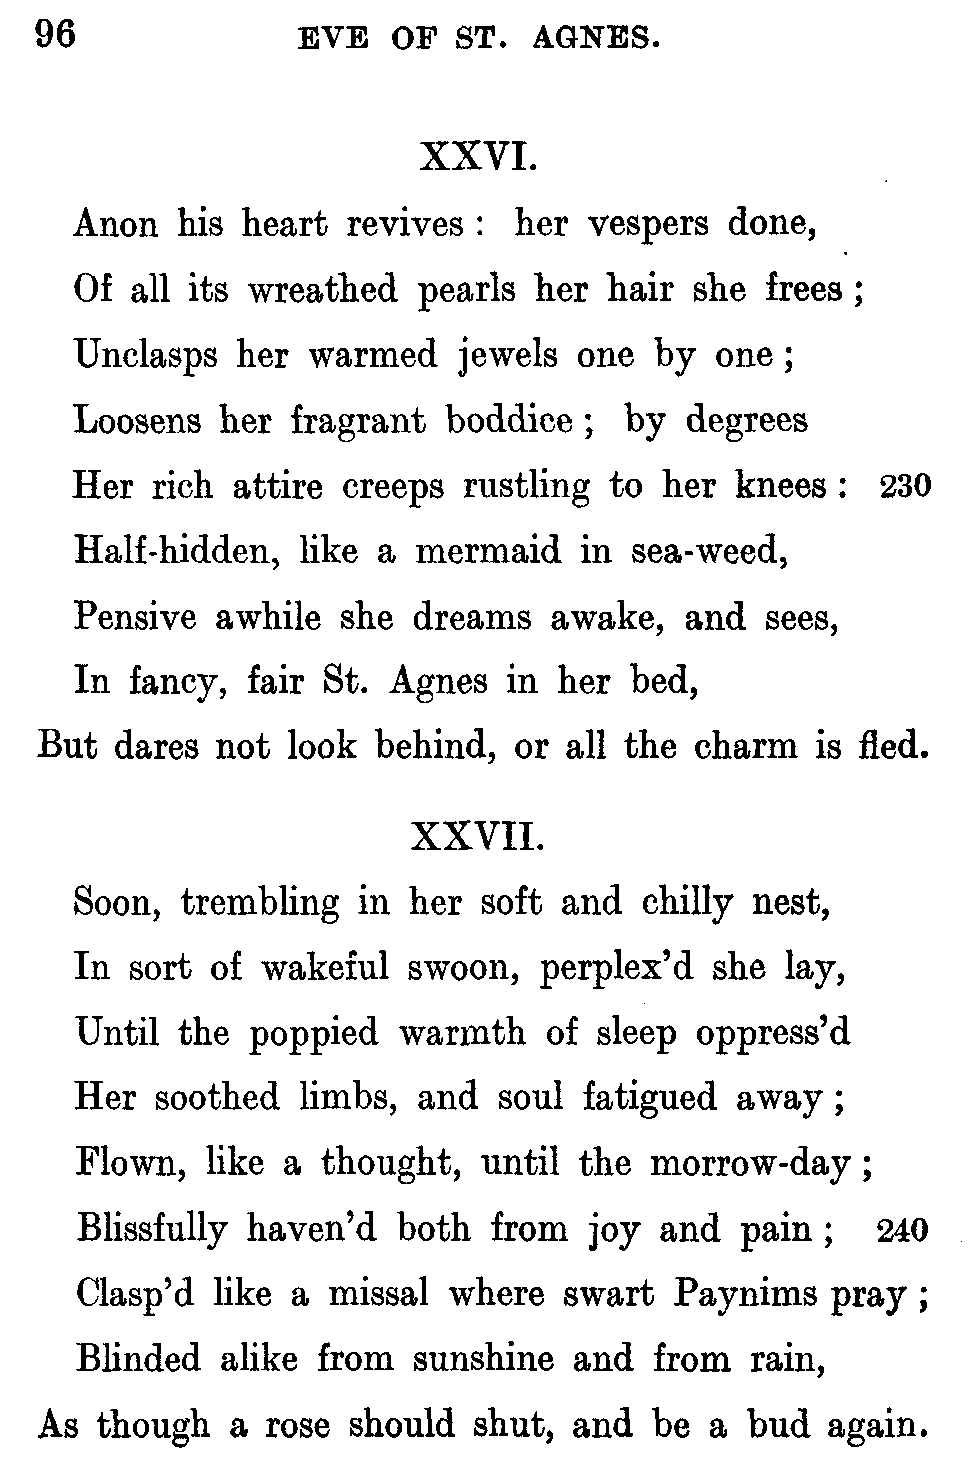 96 EVE OF ST. AGNES.
XXVI.
Anon his heart revives : her vespers done,
Of all its wreathed pearls her hair she frees ;
Unclasps her warmed jewels one by one ;
Loosens her fragrant boddice ; by degrees
Her rich attire creeps rustling to her knees : 230
Half-hidden, like a mermaid in sea-weed,
Pensive awhile she dreams awake, and sees,
In fancy, fair St. Agnes in her bed,
But dares not look behind, or all the charm is fled.
XXVII.
Soon, trembling in her soft and chilly nest,
In sort of wakeful swoon, perplex'd she lay,
Until the poppied warmth of sleep oppress'd
Her soothed limbs, and soul fatigued away ;
Flown, like a thought, until the morrow-day ;
Blissfully haven'd both from joy and pain ; 240
Clasp'd like a missal where swart Paynims pray ;
Blinded alike from sunshine and from rain,
As though a rose should shut, and be a bud again.